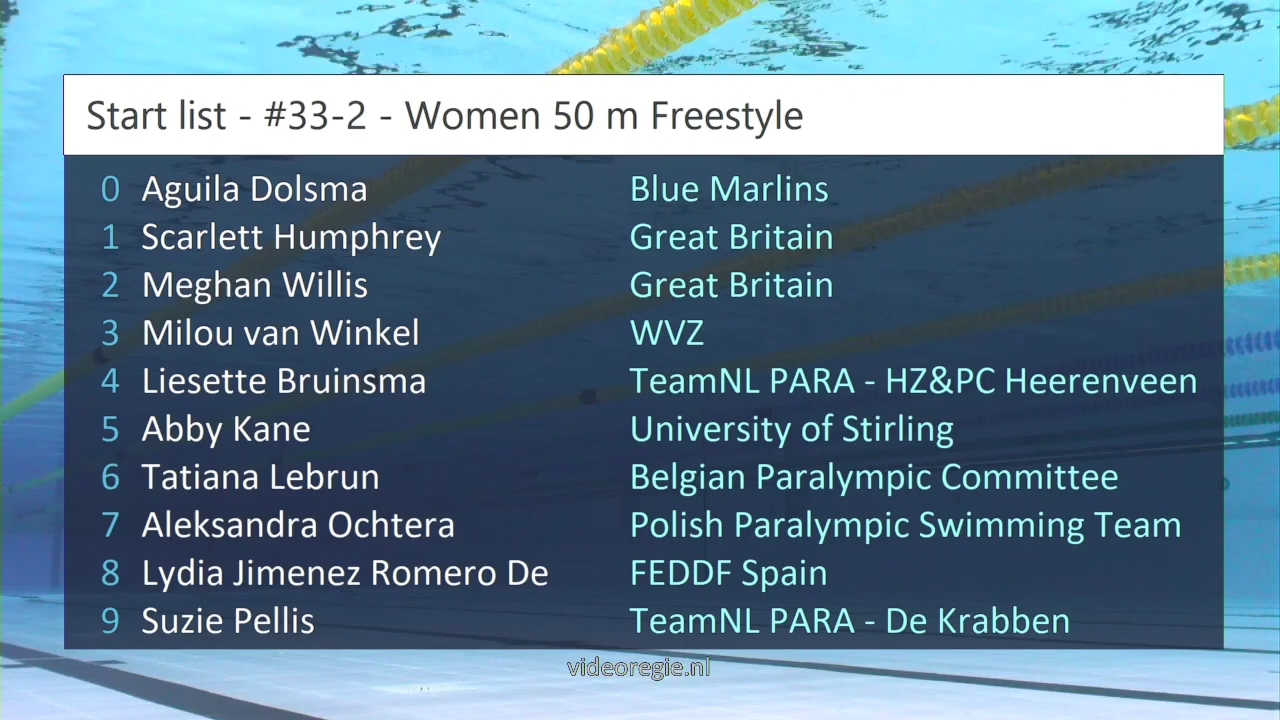 Start list - #33-2 - Women 50 m Freestyle
0 Aguila Dolsma Blue Marlins
1 Scarlett Humphrey Great Britain
2 Meghan Willis Great Britain
3 Milou van Winkel WVZ
4 Liesette Bruinsma TeamNL PARA - HZ&PC Heerenveen
5 Abby Kane University of Stirling
6 Tatiana Lebrun Belgian Paralympic Committee
7 Aleksandra Ochtera Polish Paralympic Swimming Team
8 Lydia Jimenez Romero De FEDDF Spain
9 Suzie Pellis TeamNL PARA - De Krabben
videoregie.nl